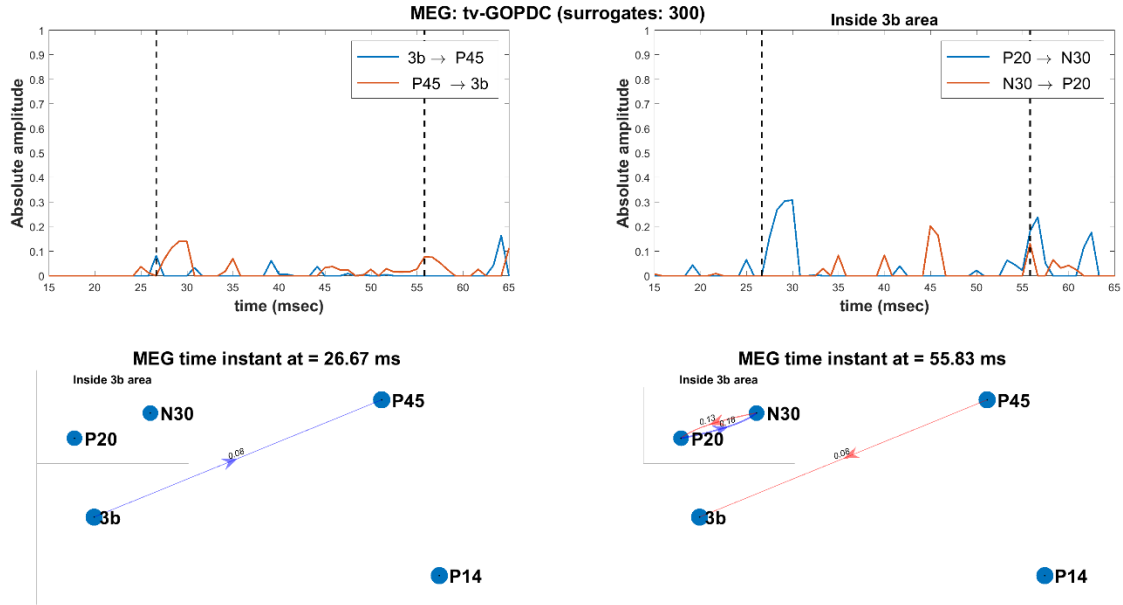 MEG: tv-GOPDC (surrogates: 300)
Absolute amplitude
1
0.9
0.8
0.7
0.6
0.5
0.4
0.3
0.2
0.1
0
3b → P45
P45 → 3b
15 20 25 30 35 40 45 50 55 60 65
time (msec)
Inside 3b area
Absolute amplitude
1
0.9
0.8
0.7
0.6
0.5
0.4
0.3
0.2
0.1
0
P20 → N30
N30 → P20
15 20 25 30 35 40 45 50 55 60 65
time (msec)
MEG time instant at = 26.67 ms
Inside 3b area
P45
N30
P20
0.08
3b
P14
MEG time instant at = 55.83 ms
Inside 3b area
P45
N30
0.13
0.18
P20
0.08
3b
P14